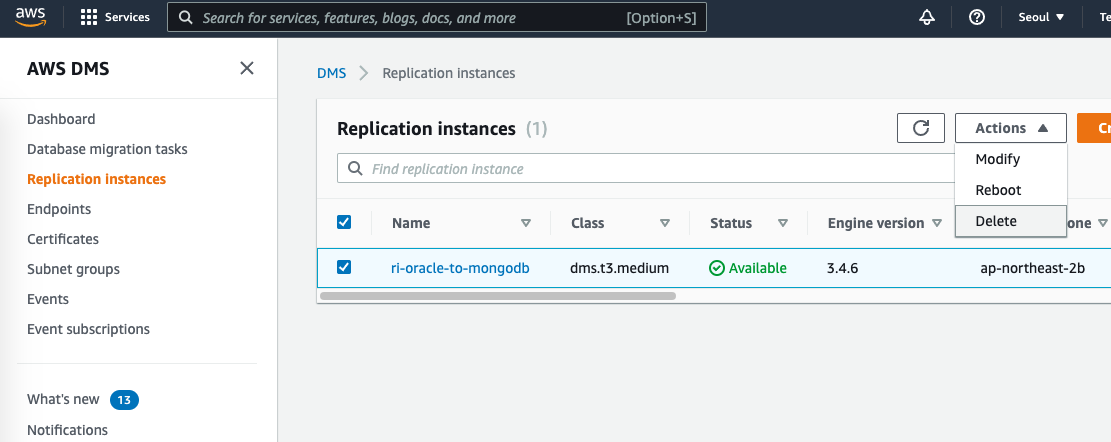 aws Services Search for services, features, blogs, docs, and more [Option+S] Seoul ▼
AWS DMS
Dashboard
Database migration tasks
Replication instances
Endpoints
Certificates
Subnet groups
Events
Event subscriptions
What's new 13
Notifications
DMS > Replication instances
Replication instances (1)
Actions ▲
Find replication instance
Modify
Reboot
Delete
Name Class Status Engine version
ri-oracle-to-mongodb dms.t3.medium Available 3.4.6 ap-northeast-2b